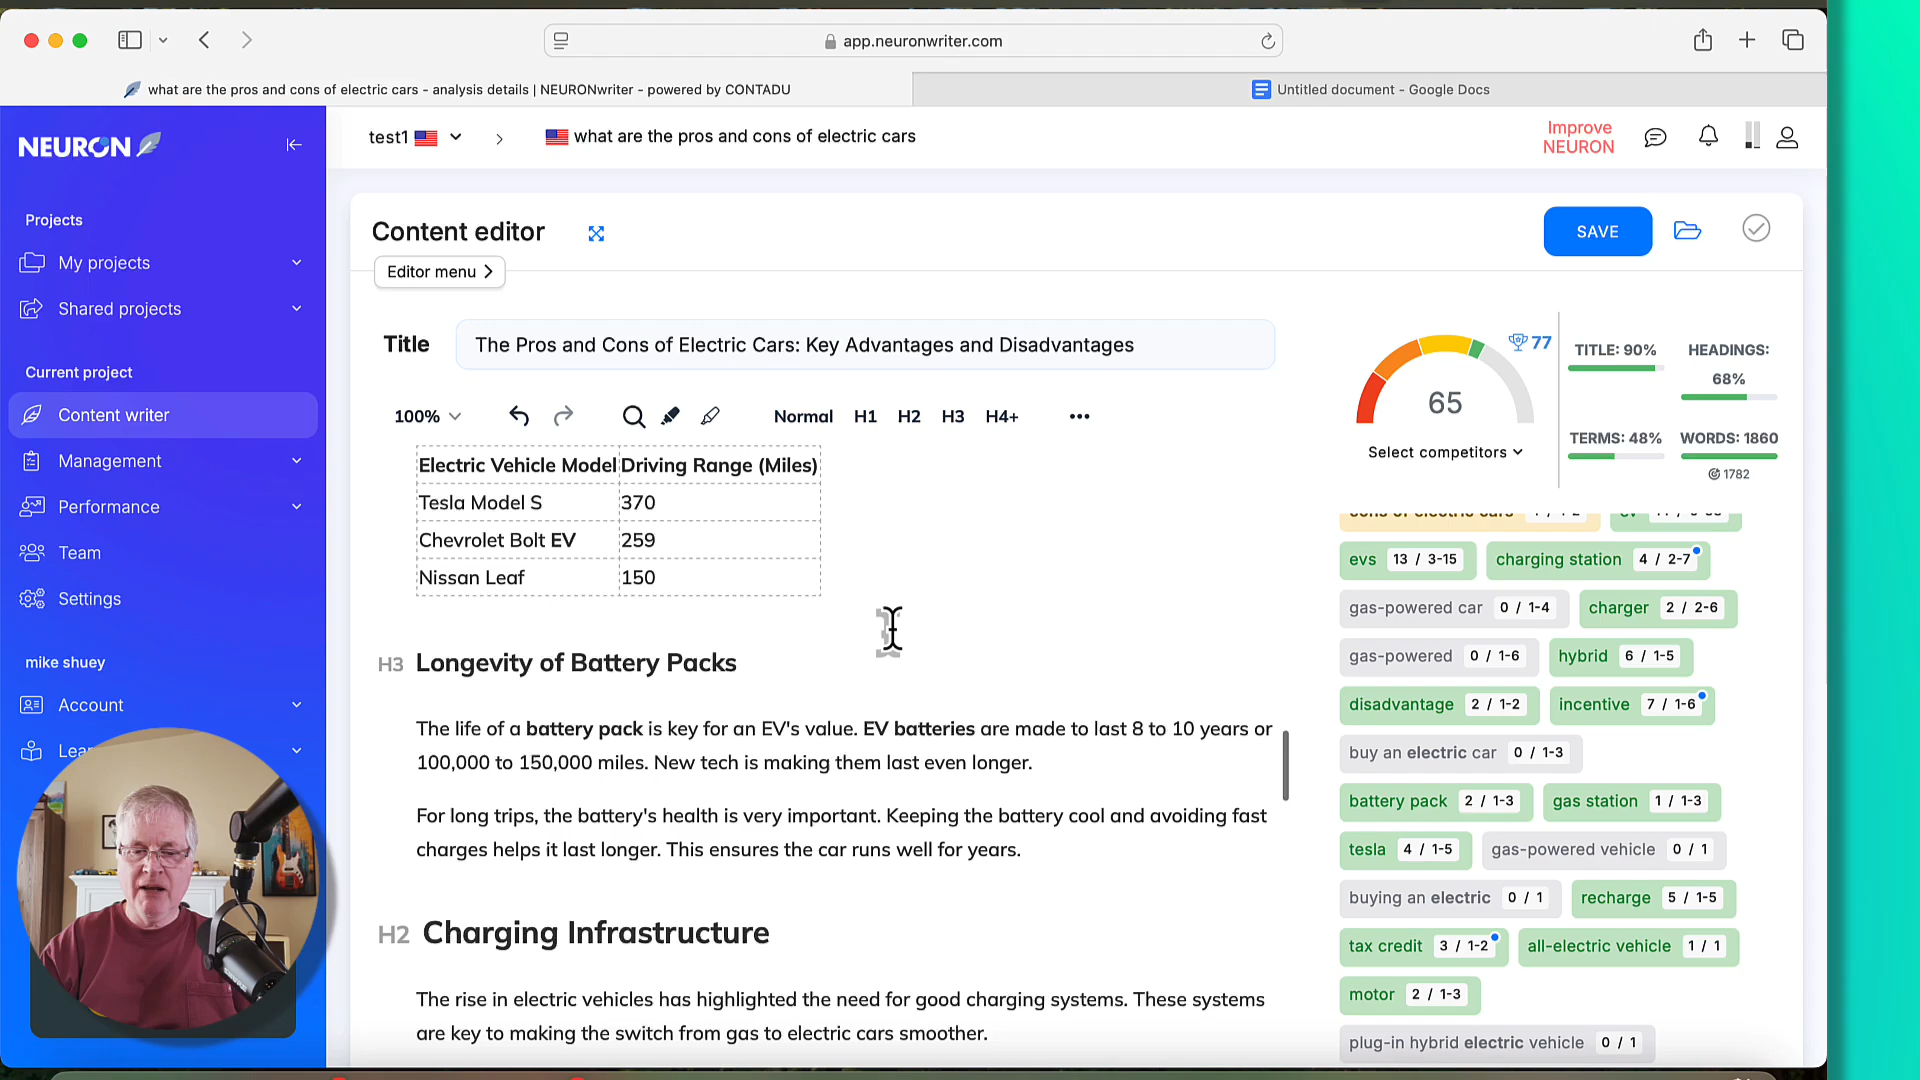 app.neuronwriter.com
what are the pros and cons of electric cars - analysis details | NEURONwriter - powered by CONTADU
Untitled document - Google Docs
NEURON
test1
what are the pros and cons of electric cars
Improve
NEURON
Projects
My projects
Shared projects
Current project
Content writer
Management
Performance
Team
Settings
mike shuey
Account
Content editor
SAVE
Editor menu
Title
The Pros and Cons of Electric Cars: Key Advantages and Disadvantages
100%
Normal H1 H2 H3 H4+
Electric Vehicle Model Driving Range (Miles)
Tesla Model S 370
Chevrolet Bolt EV 259
Nissan Leaf 150
H3 Longevity of Battery Packs
The life of a battery pack is key for an EV's value. EV batteries are made to last 8 to 10 years or
100,000 to 150,000 miles. New tech is making them last even longer.
For long trips, the battery's health is very important. Keeping the battery cool and avoiding fast
charges helps it last longer. This ensures the car runs well for years.
H2 Charging Infrastructure
The rise in electric vehicles has highlighted the need for good charging systems. These systems
are key to making the switch from gas to electric cars smoother.
77
65
Select competitors
TITLE: 90%
HEADINGS:
68%
TERMS: 48%
WORDS: 1860
1782
cons of electric cars
evs 13 / 3-15
charging station 4 / 2-7
gas-powered car 0 / 1-4
charger 2 / 2-6
gas-powered 0 / 1-6
hybrid 6 / 1-5
disadvantage 2 / 1-2
incentive 7 / 1-6
buy an electric car 0 / 1-3
battery pack 2 / 1-3
gas station 1 / 1-3
tesla 4 / 1-5
gas-powered vehicle 0 / 1
buying an electric 0 / 1
recharge 5 / 1-5
tax credit 3 / 1-2
all-electric vehicle 1 / 1
motor 2 / 1-3
plug-in hybrid electric vehicle 0 / 1